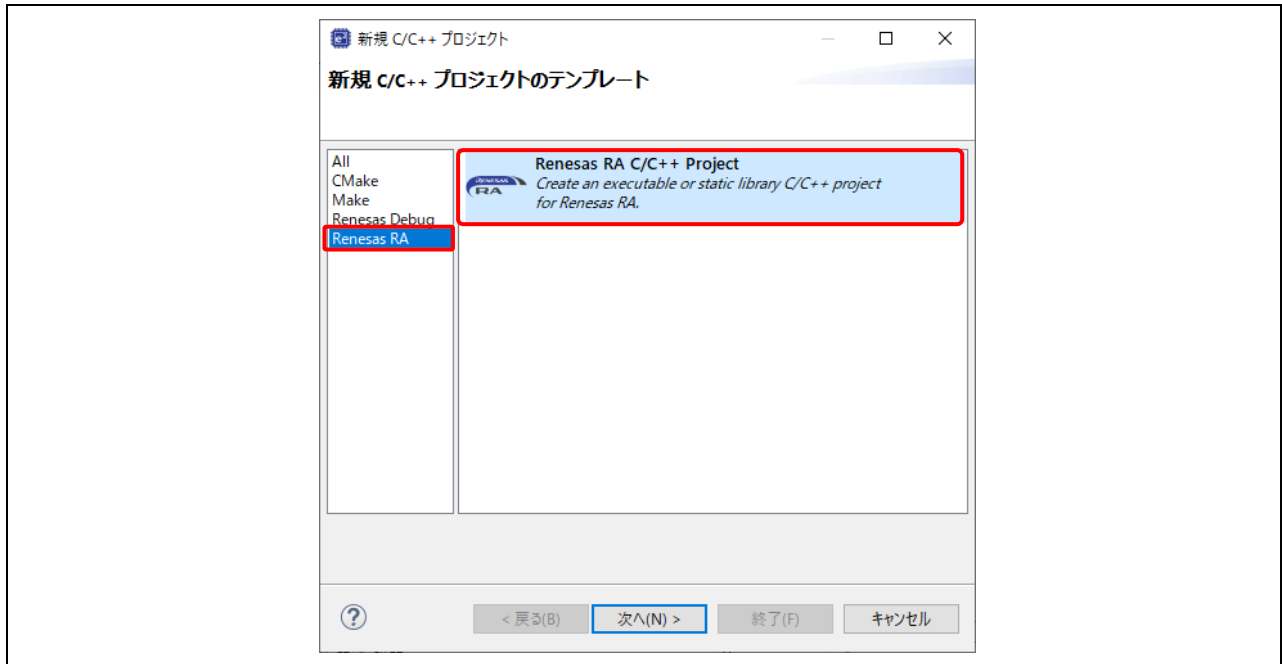 新規 C/C++ プロジェクト
新規 C/C++ プロジェクトのテンプレート
All
CMake
Make
Renesas Debug
Renesas RA
RENESAS
RA
Renesas RA C/C++ Project
Create an executable or static library C/C++ project
for Renesas RA.
< 戻る(B)
次へ(N) >
終了(F)
キャンセル